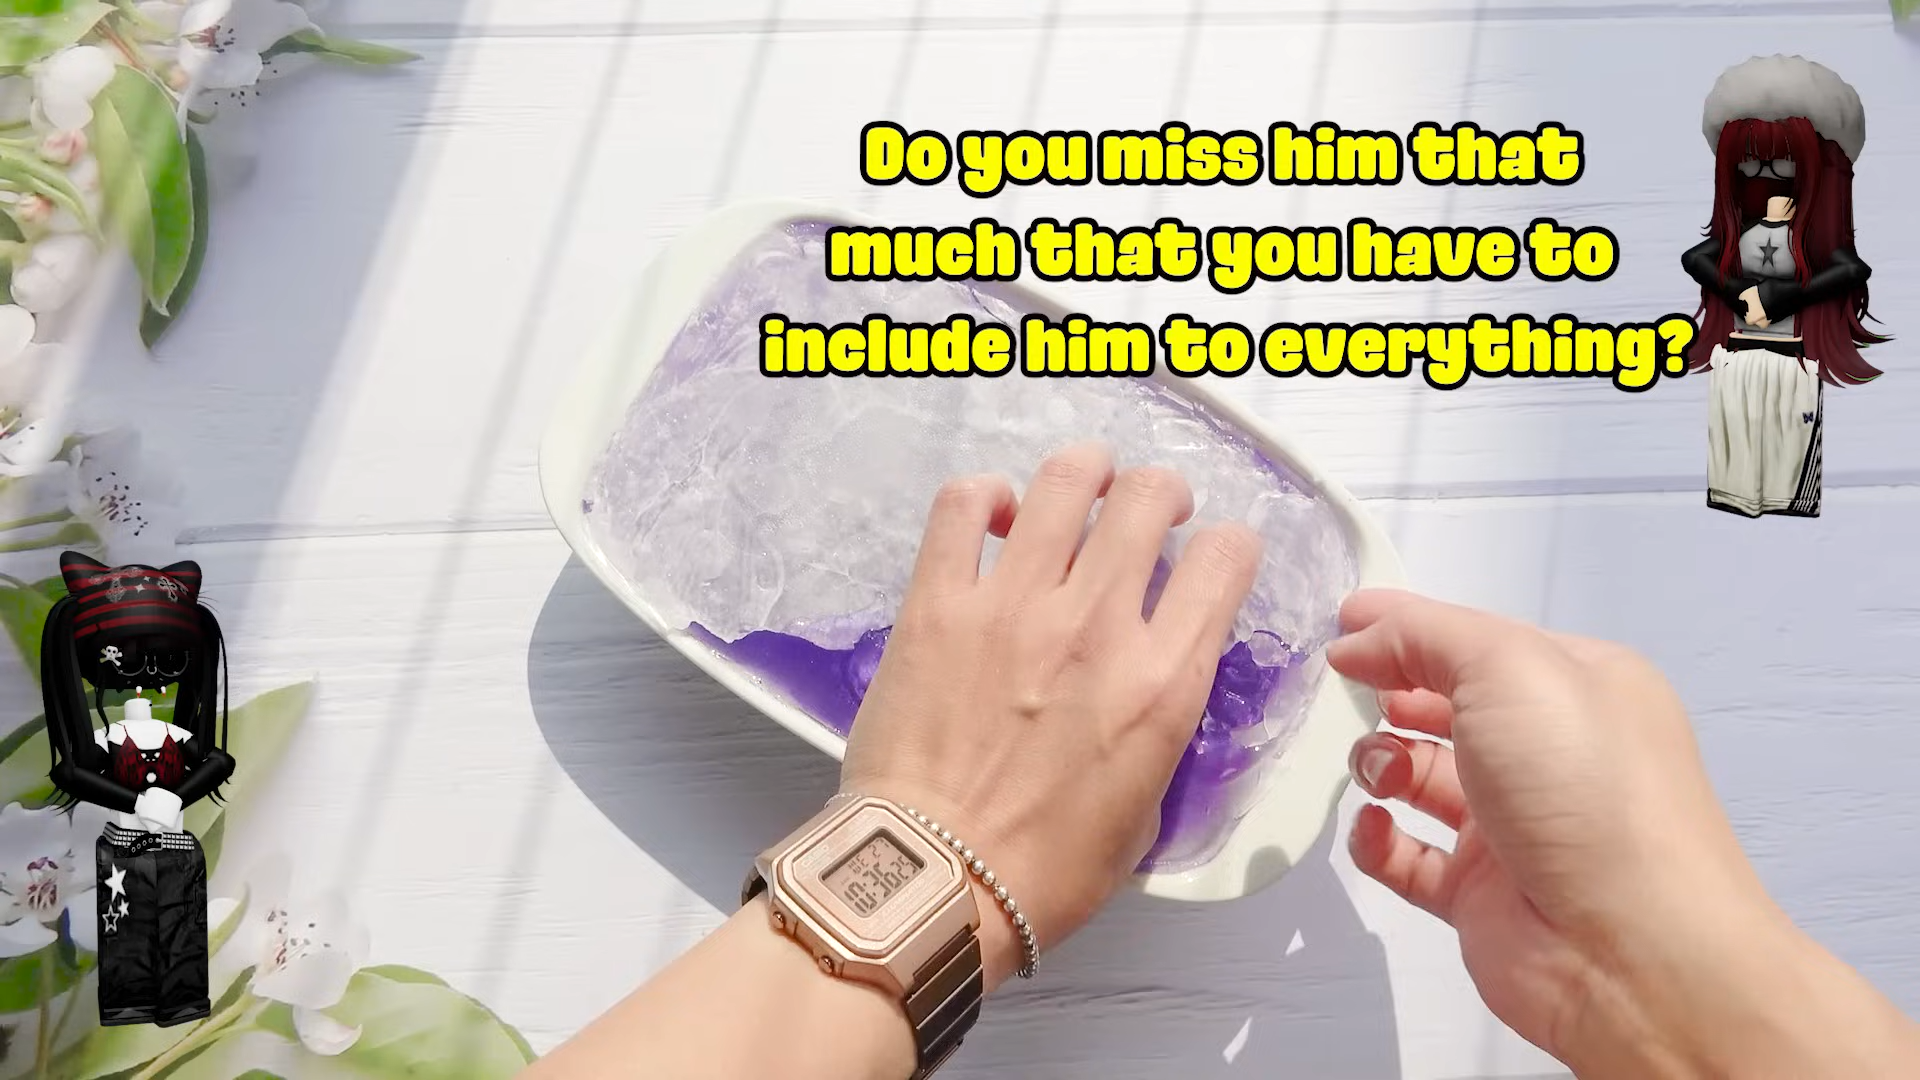 Do you miss him that
much that you have to
include him to everything?